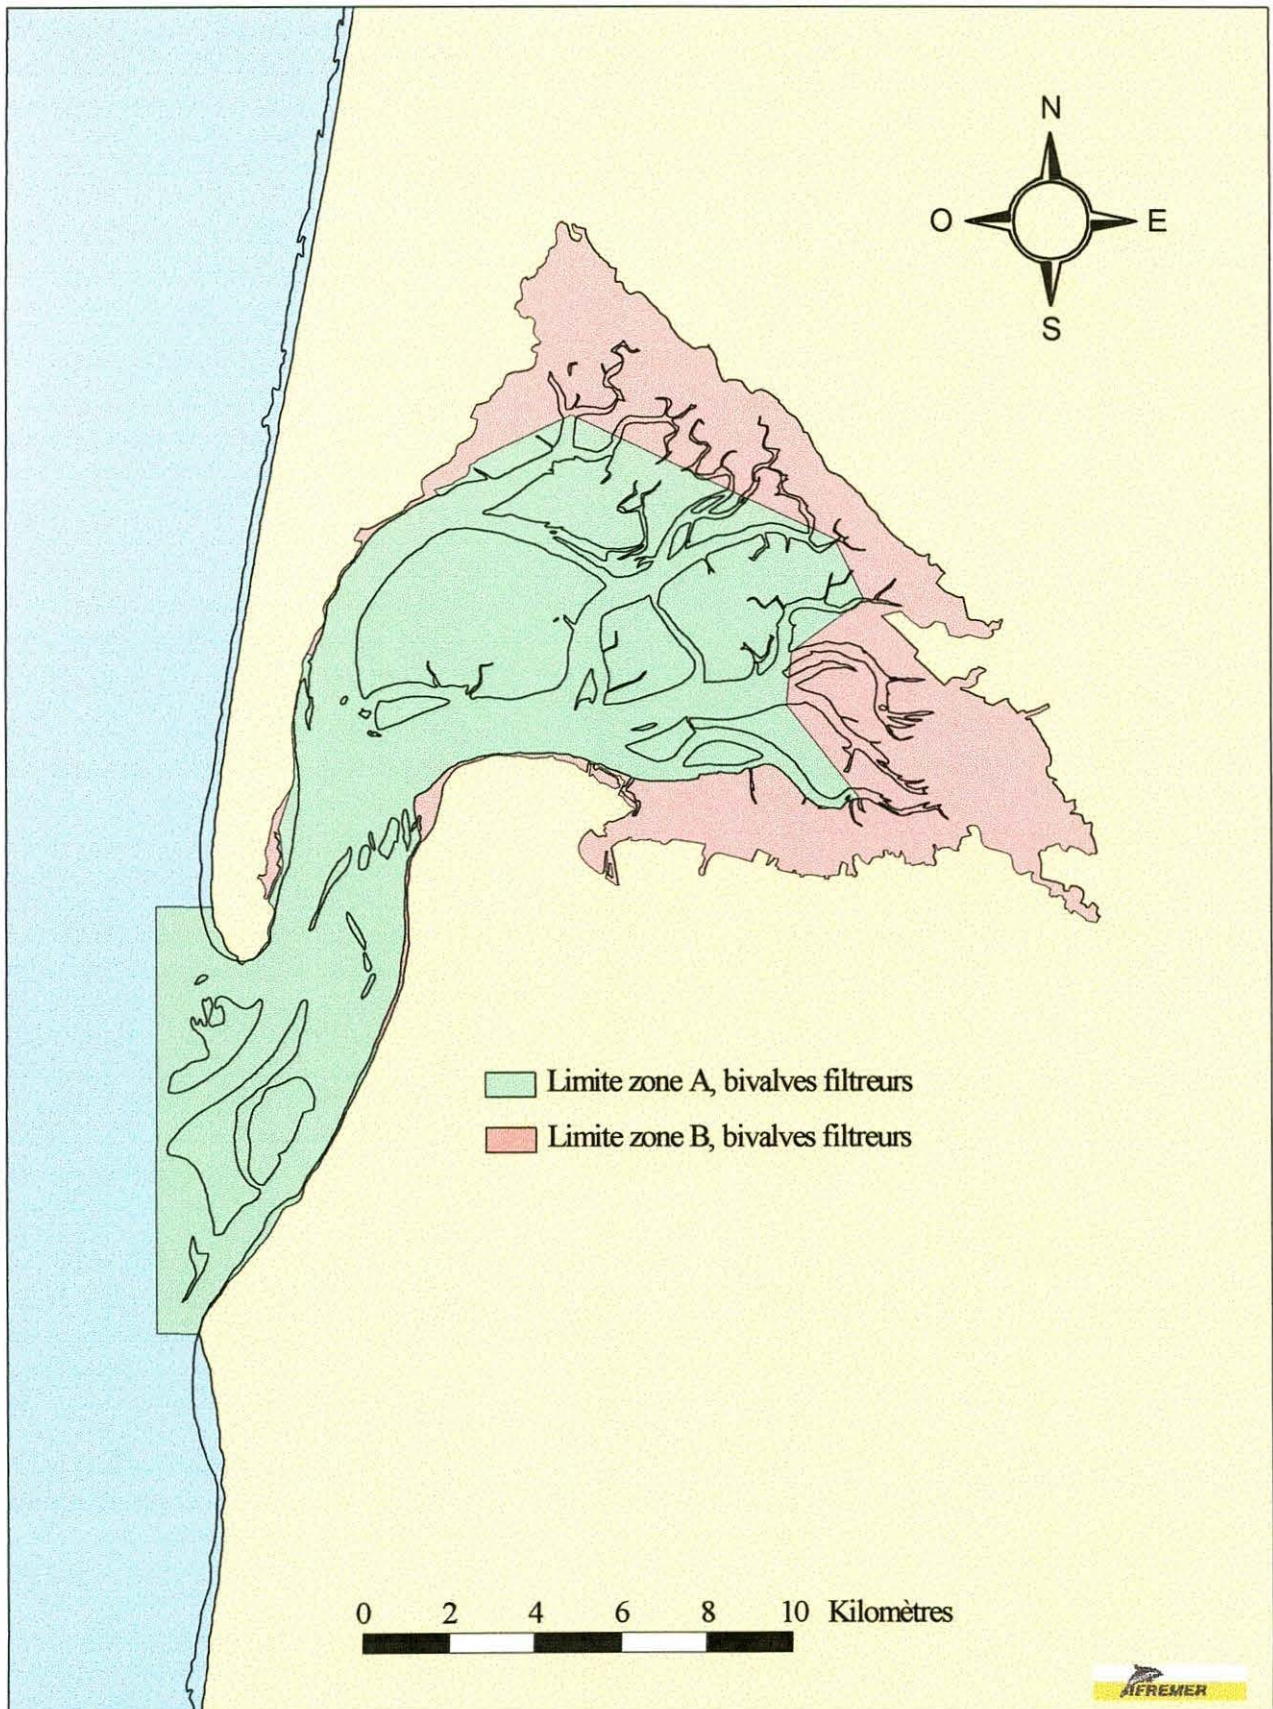 N
O E
S
Limite zone A, bivalves filtreurs
Limite zone B, bivalves filtreurs
0 2 4 6 8 10 Kilomètres
IFREMER